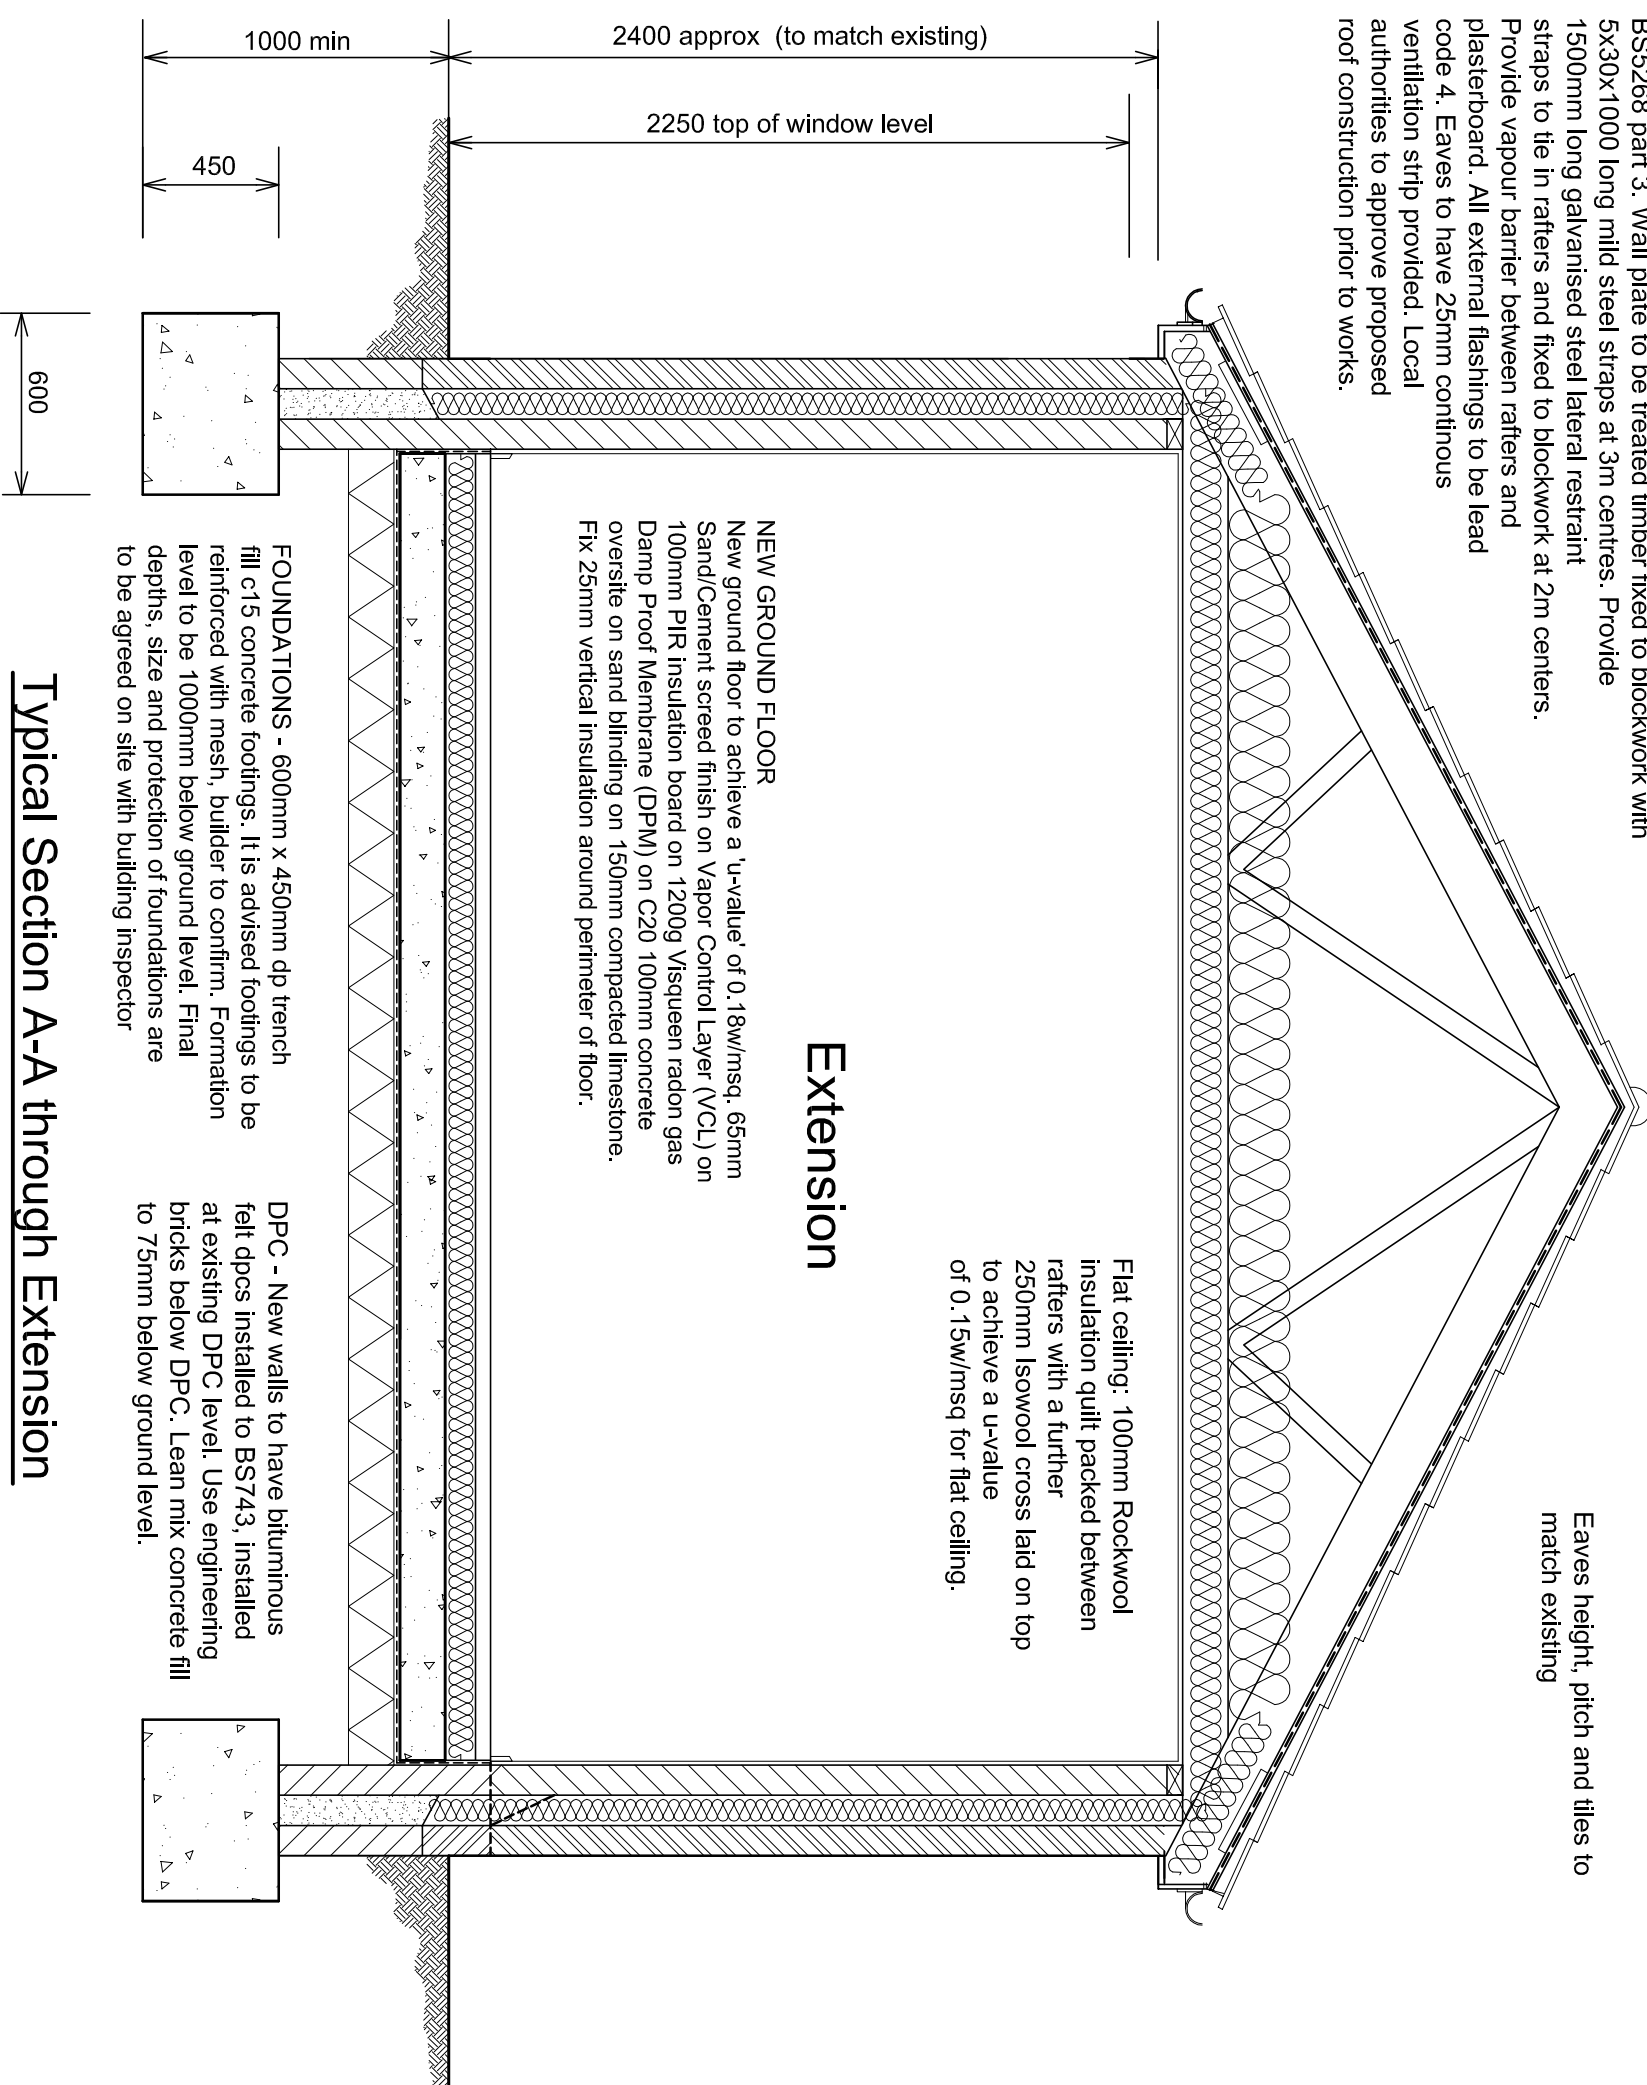 BS5268 part 3. Wall plate to be treated timber fixed to blockwork with
5x30x1000 long mild steel straps at 3m centres. Provide
1500mm long galvanised steel lateral restraint
straps to tie in rafters and fixed to blockwork at 2m centers.
Provide vapour barrier between rafters and
plasterboard. All external flashings to be lead
code 4. Eaves to have 25mm continous
ventilation strip provided. Local
authorities to approve proposed
roof construction prior to works.
Eaves height, pitch and tiles to
match existing
1000 min
2400 approx (to match existing)
2250 top of window level
450
600
Flat ceiling: 100mm Rockwool
insulation quilt packed between
rafters with a further
250mm Isowool cross laid on top
to achieve a u-value
of 0.15w/msq for flat ceiling.
Extension
NEW GROUND FLOOR
New ground floor to achieve a 'u-value' of 0.18w/msq. 65mm
Sand/Cement screed finish on Vapor Control Layer (VCL) on
100mm PIR insulation board on 1200g Visqueen radon gas
Damp Proof Membrane (DPM) on C20 100mm concrete
oversite on sand blinding on 150mm compacted limestone.
Fix 25mm vertical insulation around perimeter of floor.
FOUNDATIONS - 600mm x 450mm dp trench
fill c15 concrete footings. It is advised footings to be
reinforced with mesh, builder to confirm. Formation
level to be 1000mm below ground level. Final
depths, size and protection of foundations are
to be agreed on site with building inspector
DPC - New walls to have bituminous
felt dpcs installed to BS743, installed
at existing DPC level. Use engineering
bricks below DPC. Lean mix concrete fill
to 75mm below ground level.
Typical Section A-A through Extension